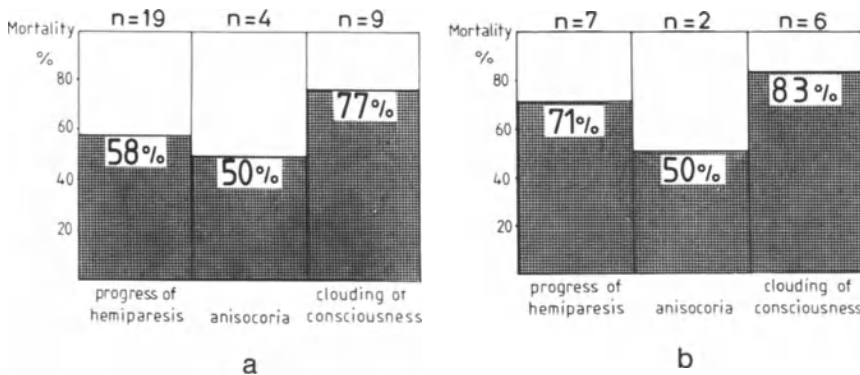 Mortality n=19 n=4 n=9
%
80
60
40
20
58%
50%
77%
progress of hemiparesis
anisocoria
clouding of consciousness
a
Mortality n=7 n=2 n=6
%
80
60
40
20
71%
50%
83%
progress of hemiparesis
anisocoria
clouding of consciousness
b